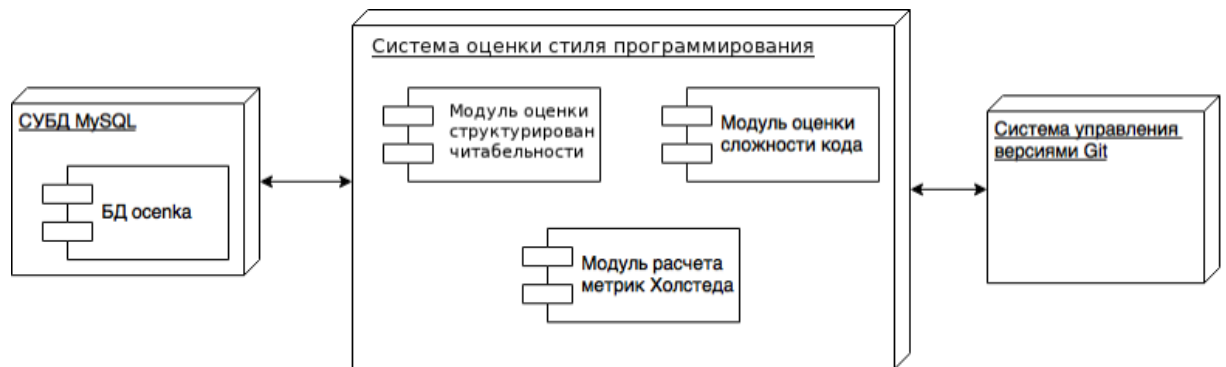 СУБД MySQL
БД ocenka
Система оценки стиля программирования
Модуль оценки
структурирован
читабельности
Модуль оценки
сложности кода
Модуль расчета
метрик Холстеда
Система управления
версиями Git